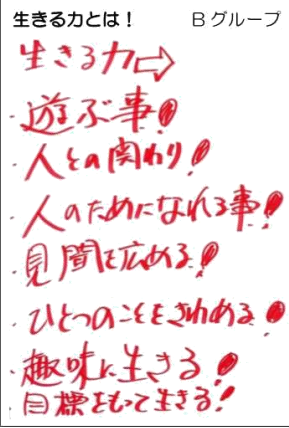 生きる力とは! Bグループ
生きる力⇨
・遊ぶ事!
・人との関わり!
・人のためになれる事!
・見聞を広める!
・ひとつのことをきわめる!
・趣味に生きる!
・目標をもって生きる!